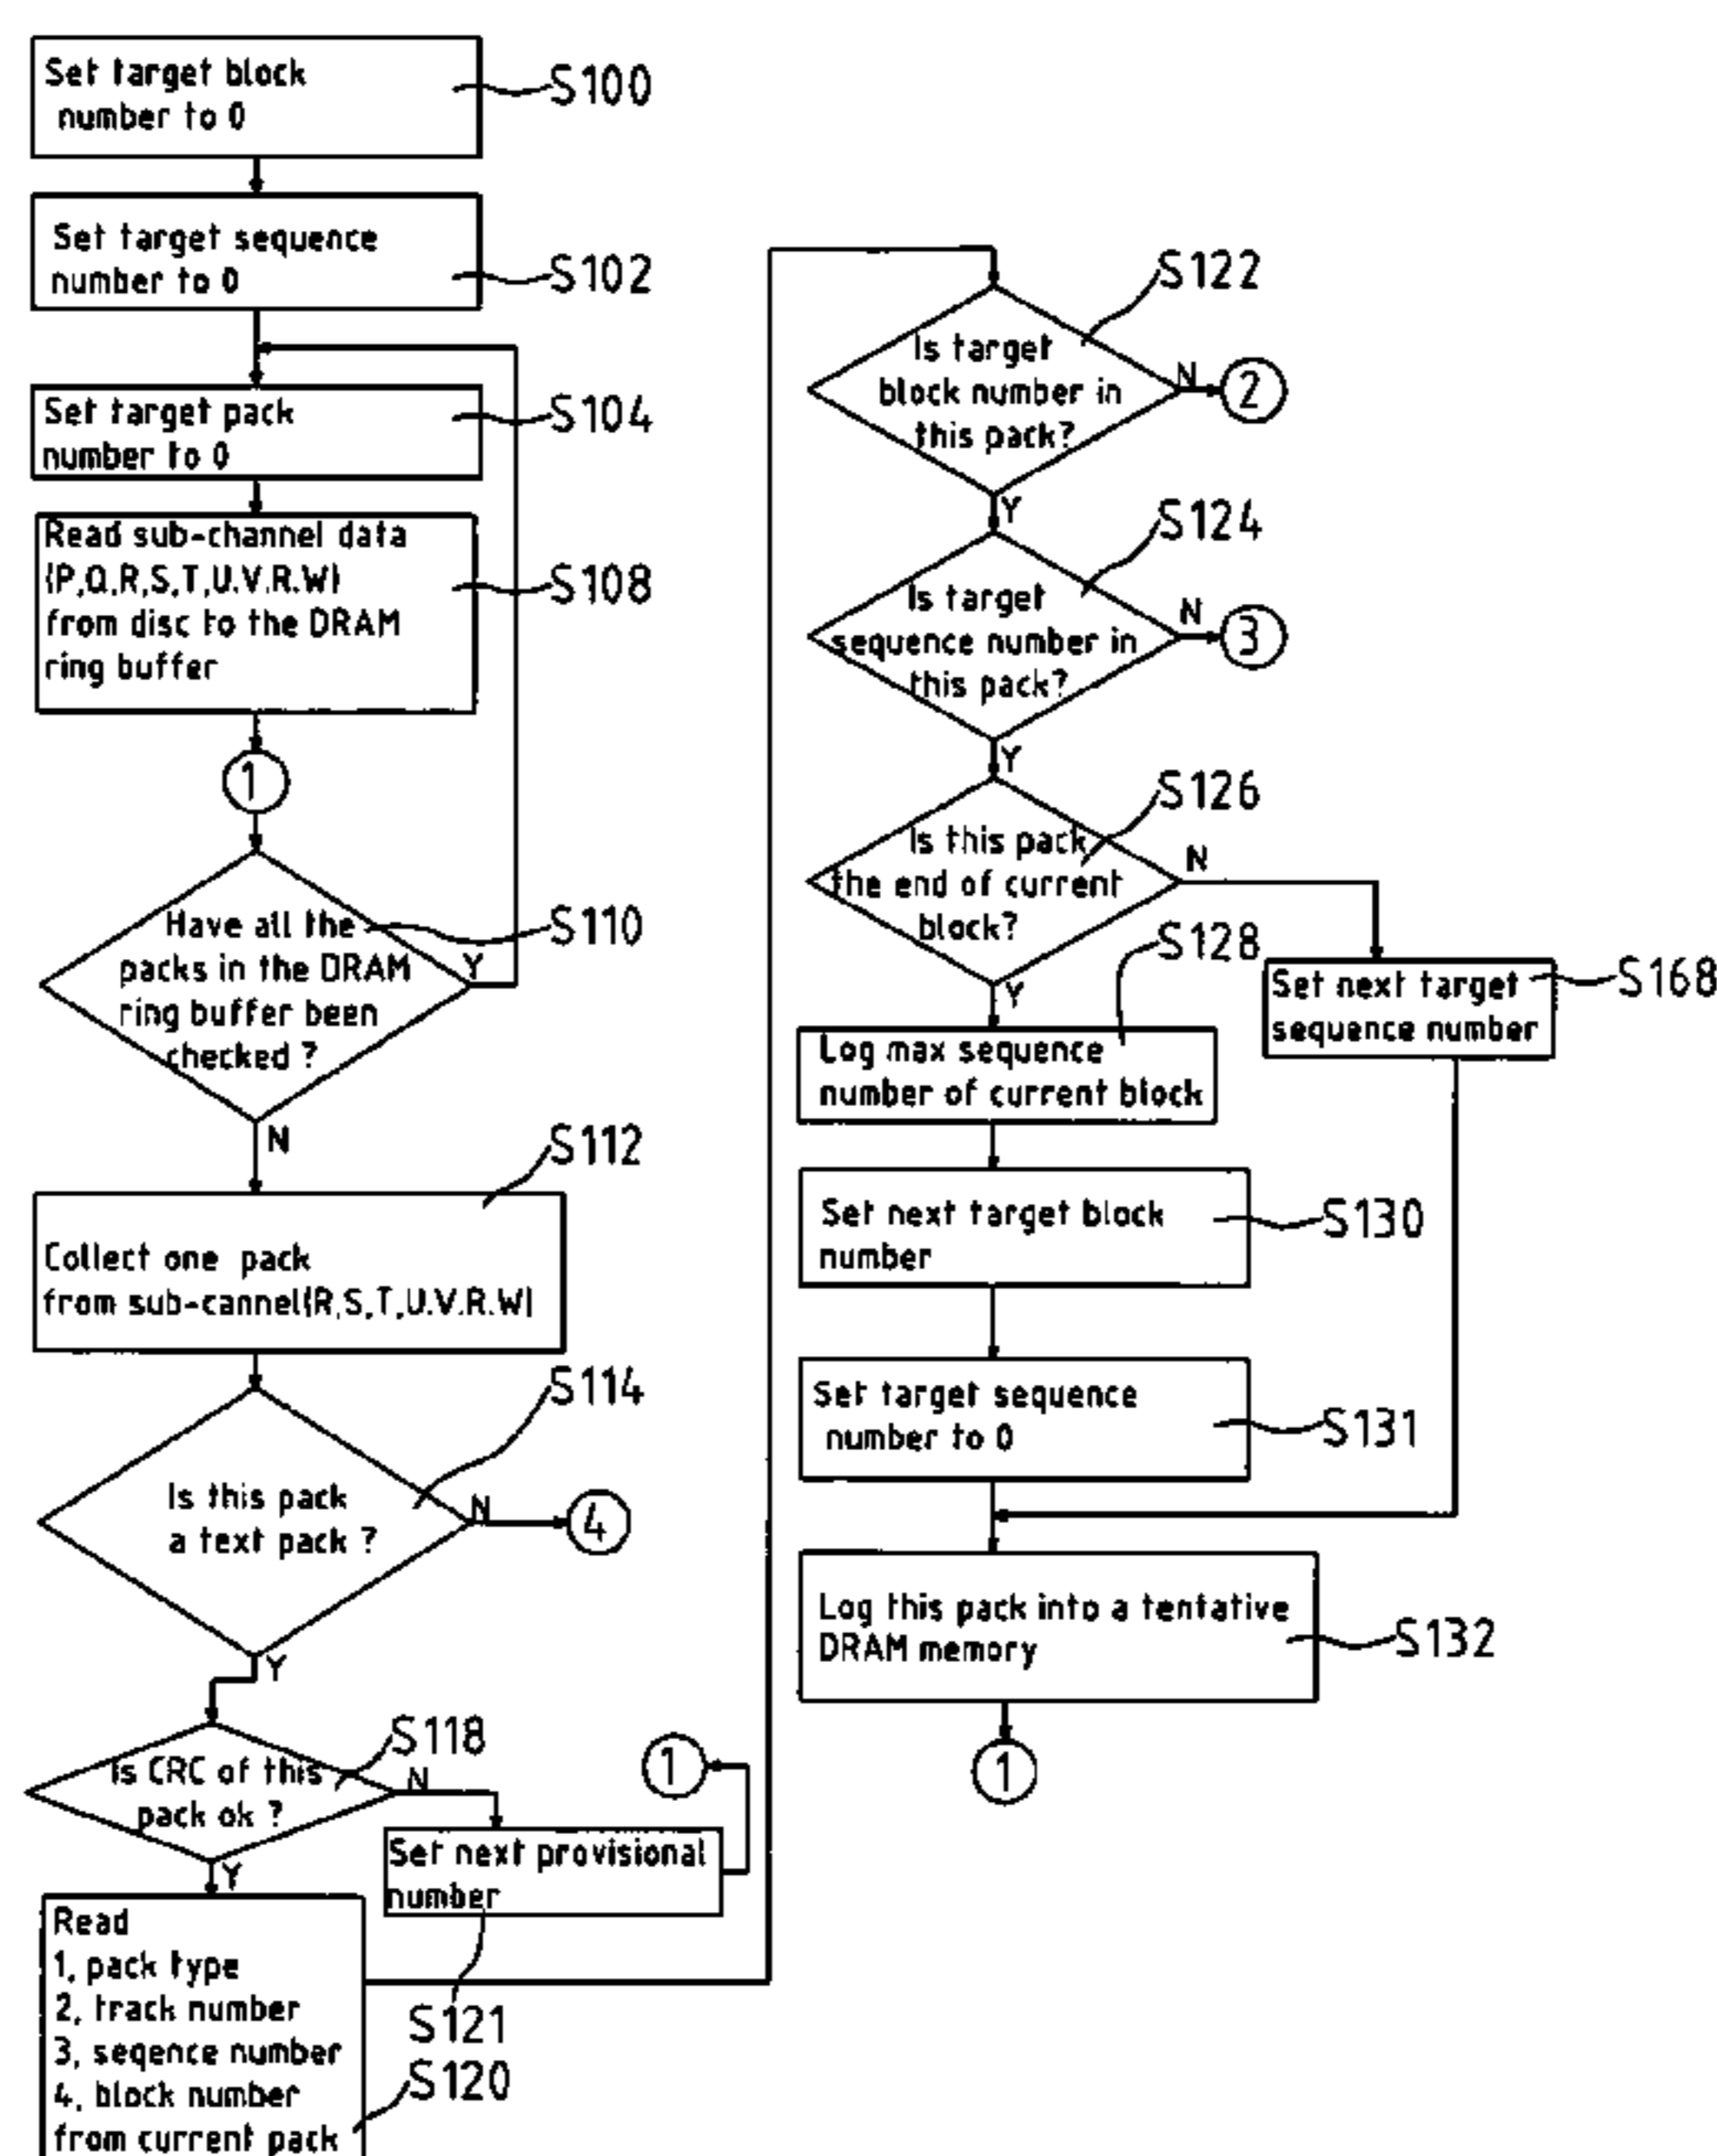 Set target block
number to 0
S100
Set target sequence
number to 0
S102
Set target pack
number to 0
S104
Read sub-channel data
(P,Q,R,S,T,U.V.R.W)
from disc to the DRAM
ring buffer
S108
1
Have all the
packs in the DRAM
ring buffer been
checked ?
S110
Y
N
S112
Collect one pack
from sub-cannel(R,S,T,U.V.R.W)
S114
Is this pack
a text pack ?
N
4
Y
S118
Is CRC of this
pack ok ?
N
1
Set next provisional
number
S121
Y
Read
1, pack type
2, track number
3, seqence number
4, block number
from current pack
S120
S122
Is target
block number in
this pack?
N
2
Y
S124
Is target
sequence number in
this pack?
N
3
Y
S126
Is this pack
the end of current
block?
N
Y
S128
Log max sequence
number of current block
Set next target
sequence number
S168
Set next target block
number
S130
Set target sequence
number to 0
S131
Log this pack into a tentative
DRAM memory
S132
1